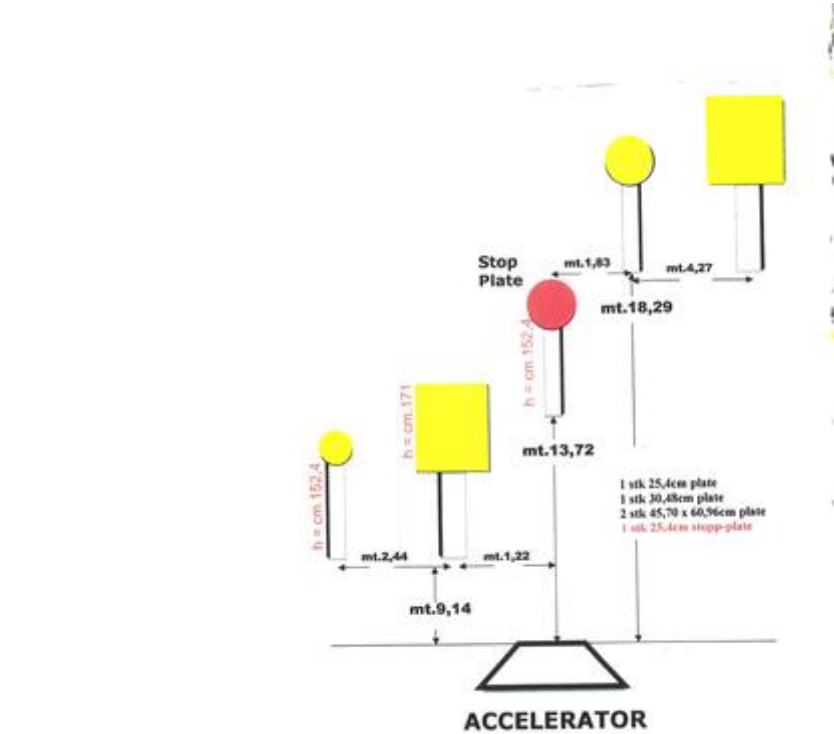 Stop
Plate
mt.1,83
mt.4,27
mt.18,29
h = cm.152,4
h = cm.171
mt.13,72
h = cm.152,4
1 stk 25,4cm plate
1 stk 30,48cm plate
2 stk 45,70 x 60,96cm plate
1 stk 25,4cm stopp-plate
mt.2,44
mt.1,22
mt.9,14
ACCELERATOR